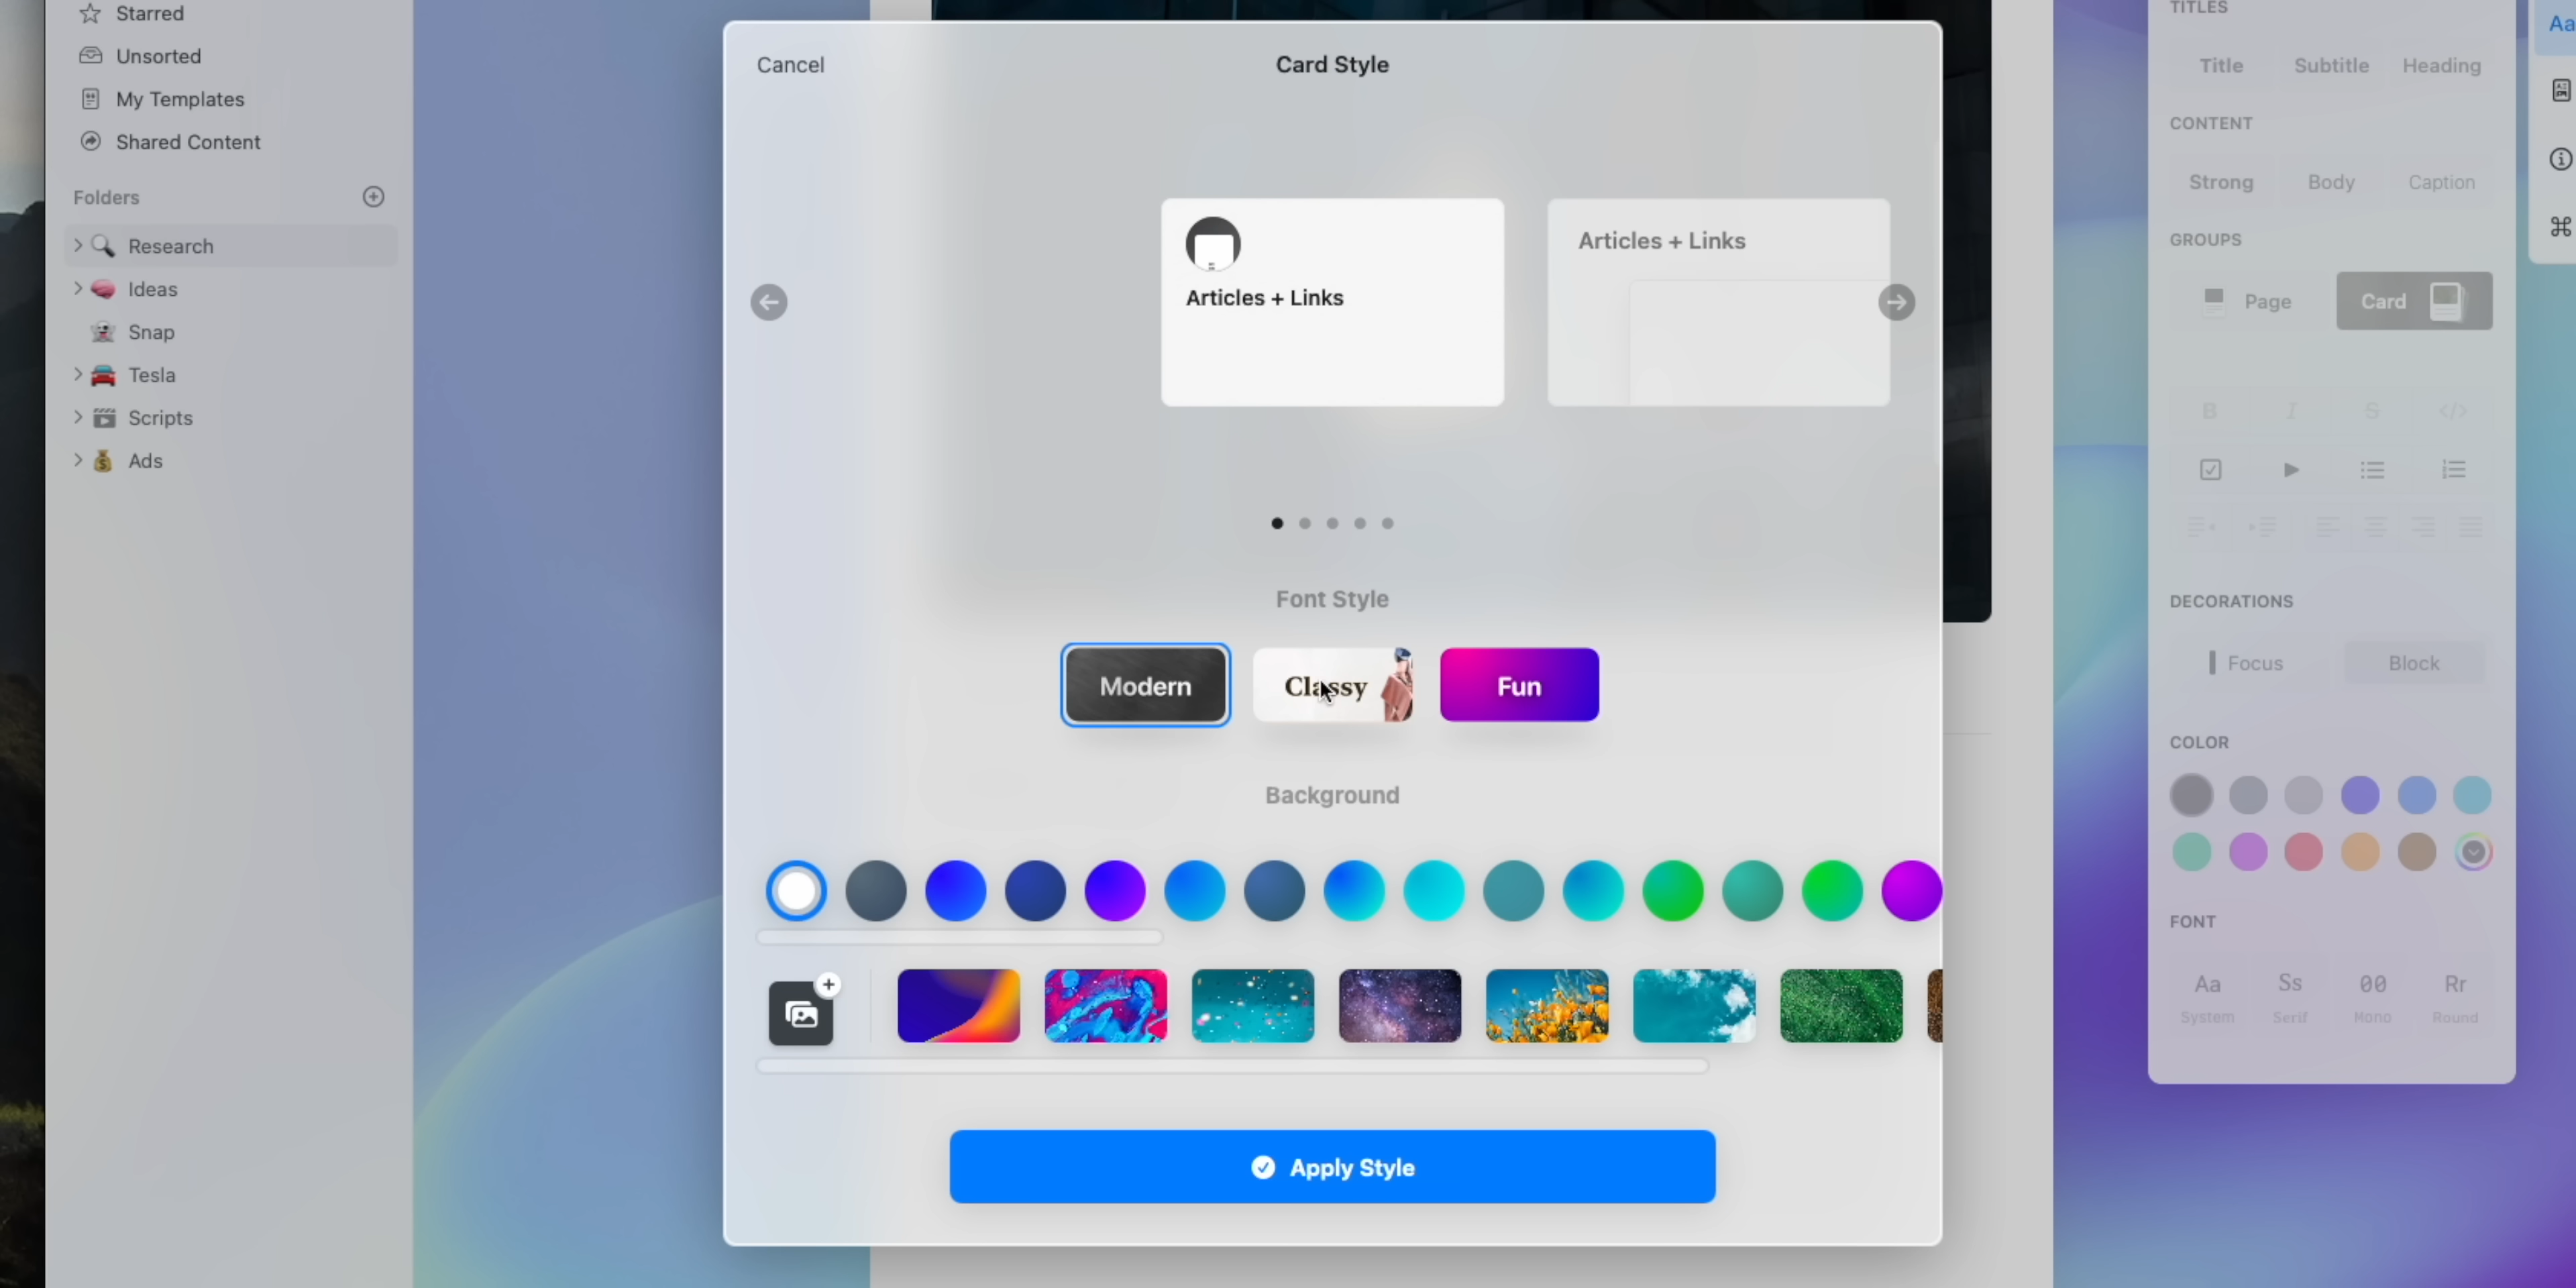 Starred
Unsorted
My Templates
Shared Content
Folders
Research
Ideas
Snap
Tesla
Scripts
Ads
Cancel
Card Style
Articles + Links
Articles + Links
Font Style
Modern
Classy
Fun
Background
Apply Style
TITLES
Title Subtitle Heading
CONTENT
Strong Body Caption
GROUPS
Page Card
B I S </>
DECORATIONS
Focus Block
COLOR
FONT
Aa Ss 00 Rr
System Serif Mono Round
Aa